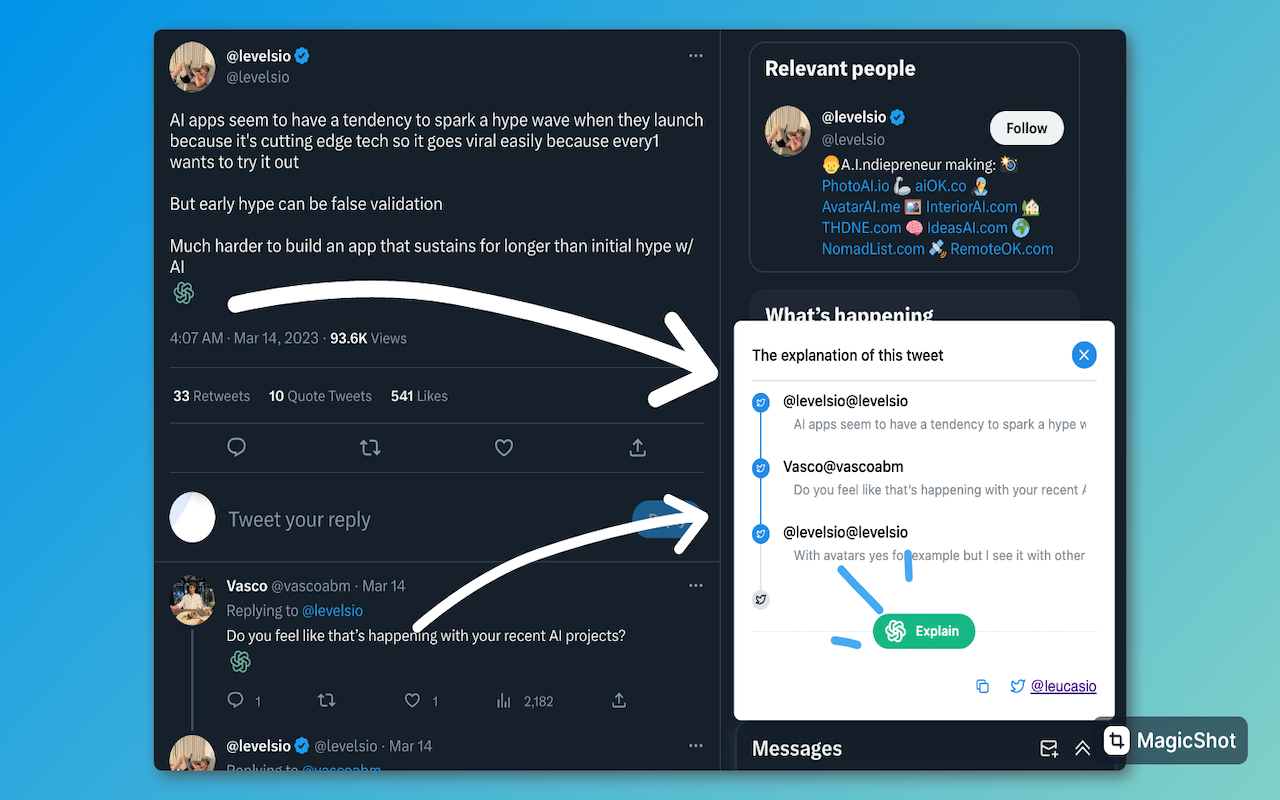 @levelsio
@levelsio
AI apps seem to have a tendency to spark a hype wave when they launch
because it's cutting edge tech so it goes viral easily because every1
wants to try it out
But early hype can be false validation
Much harder to build an app that sustains for longer than initial hype w/
AI
4:07 AM · Mar 14, 2023 · 93.6K Views
33 Retweets 10 Quote Tweets 541 Likes
Tweet your reply
Vasco @vascoabm · Mar 14
Replying to @levelsio
Do you feel like that's happening with your recent AI projects?
1 1 2,182
@levelsio @levelsio · Mar 14
Replying to @vascoabm
Relevant people
@levelsio
@levelsio
Follow
A.I.ndiepreneur making:
PhotoAI.io aiOK.co
AvatarAI.me InteriorAI.com
THDNE.com IdeasAI.com
NomadList.com RemoteOK.com
What's happening
The explanation of this tweet
@levelsio@levelsio
AI apps seem to have a tendency to spark a hype
Vasco@vascoabm
Do you feel like that's happening with your recent
@levelsio@levelsio
With avatars yes for example but I see it with other
Explain
@leucasio
Messages
MagicShot